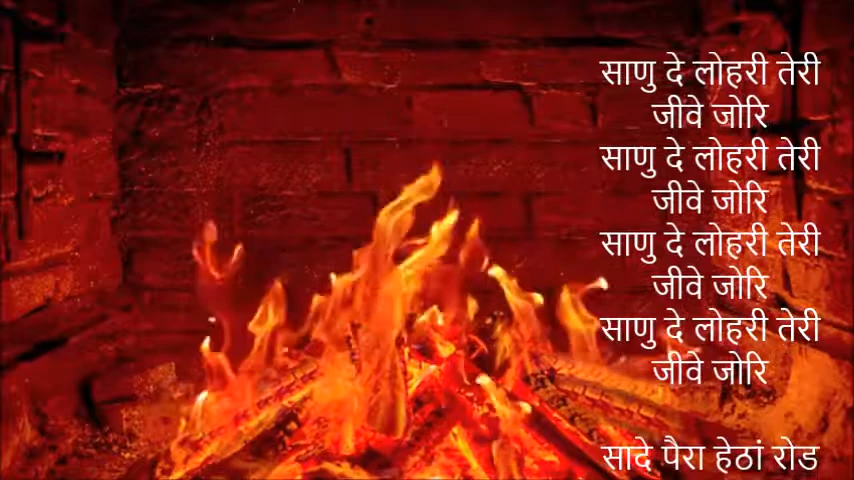 साणु दे लोहरी तेरी
जीवे जोरि
साणु दे लोहरी तेरी
जीवे जोरि
साणु दे लोहरी तेरी
जीवे जोरि
साणु दे लोहरी तेरी
जीवे जोरि
सादे पैरा हेठां रोड